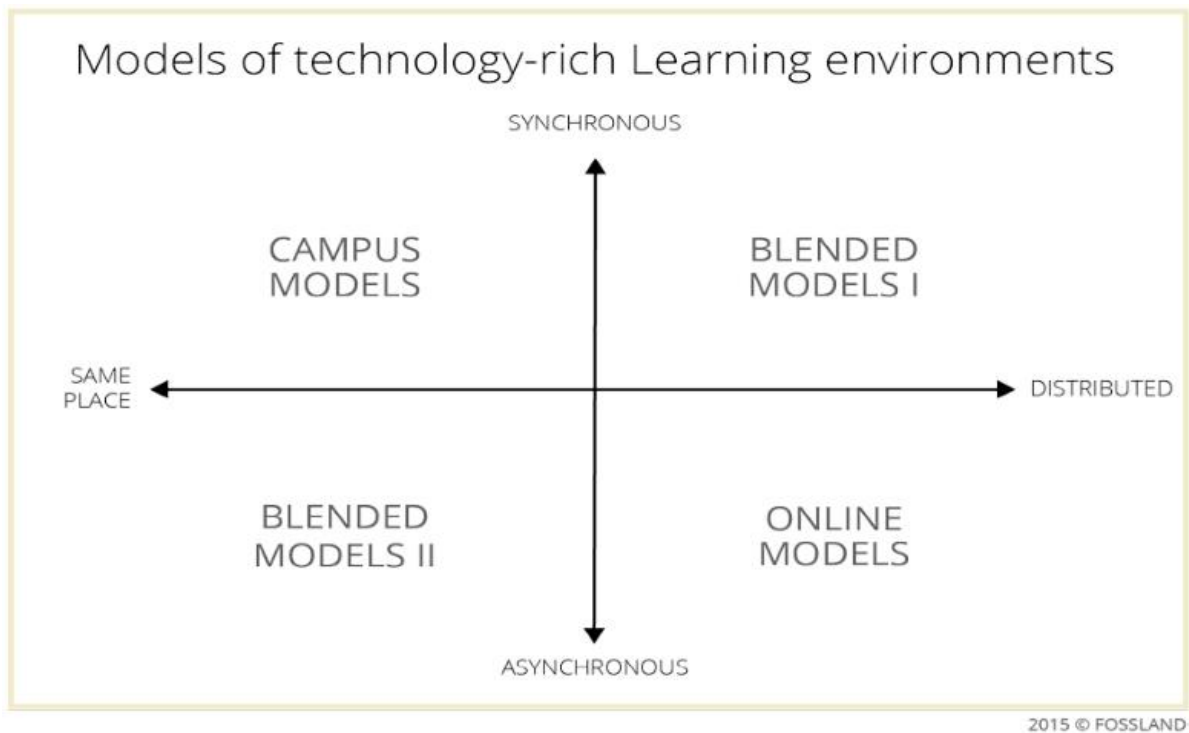 Models of technology-rich Learning environments
SYNCHRONOUS
CAMPUS
MODELS
BLENDED
MODELS I
SAME
PLACE
DISTRIBUTED
BLENDED
MODELS II
ONLINE
MODELS
ASYNCHRONOUS
2015 © FOSSLAND